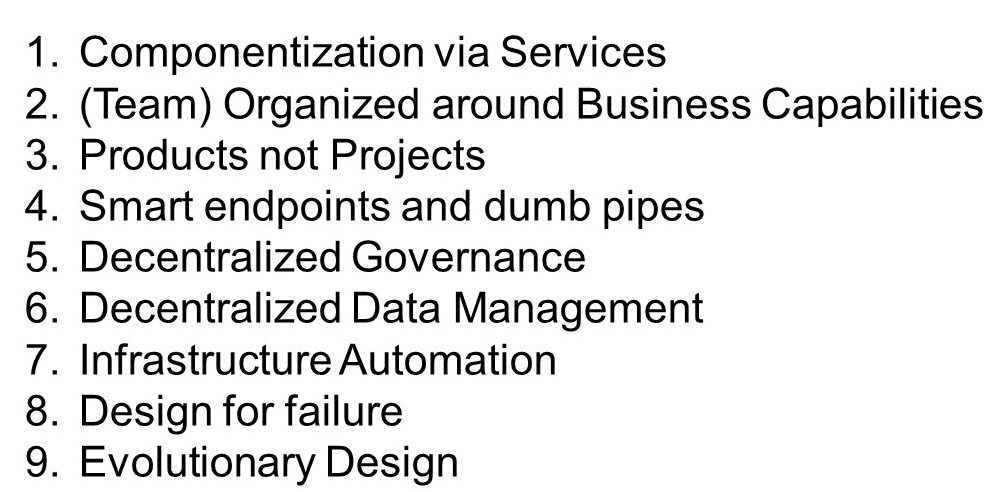 1. Componentization via Services
2. (Team) Organized around Business Capabilities
3. Products not Projects
4. Smart endpoints and dumb pipes
5. Decentralized Governance
6. Decentralized Data Management
7. Infrastructure Automation
8. Design for failure
9. Evolutionary Design